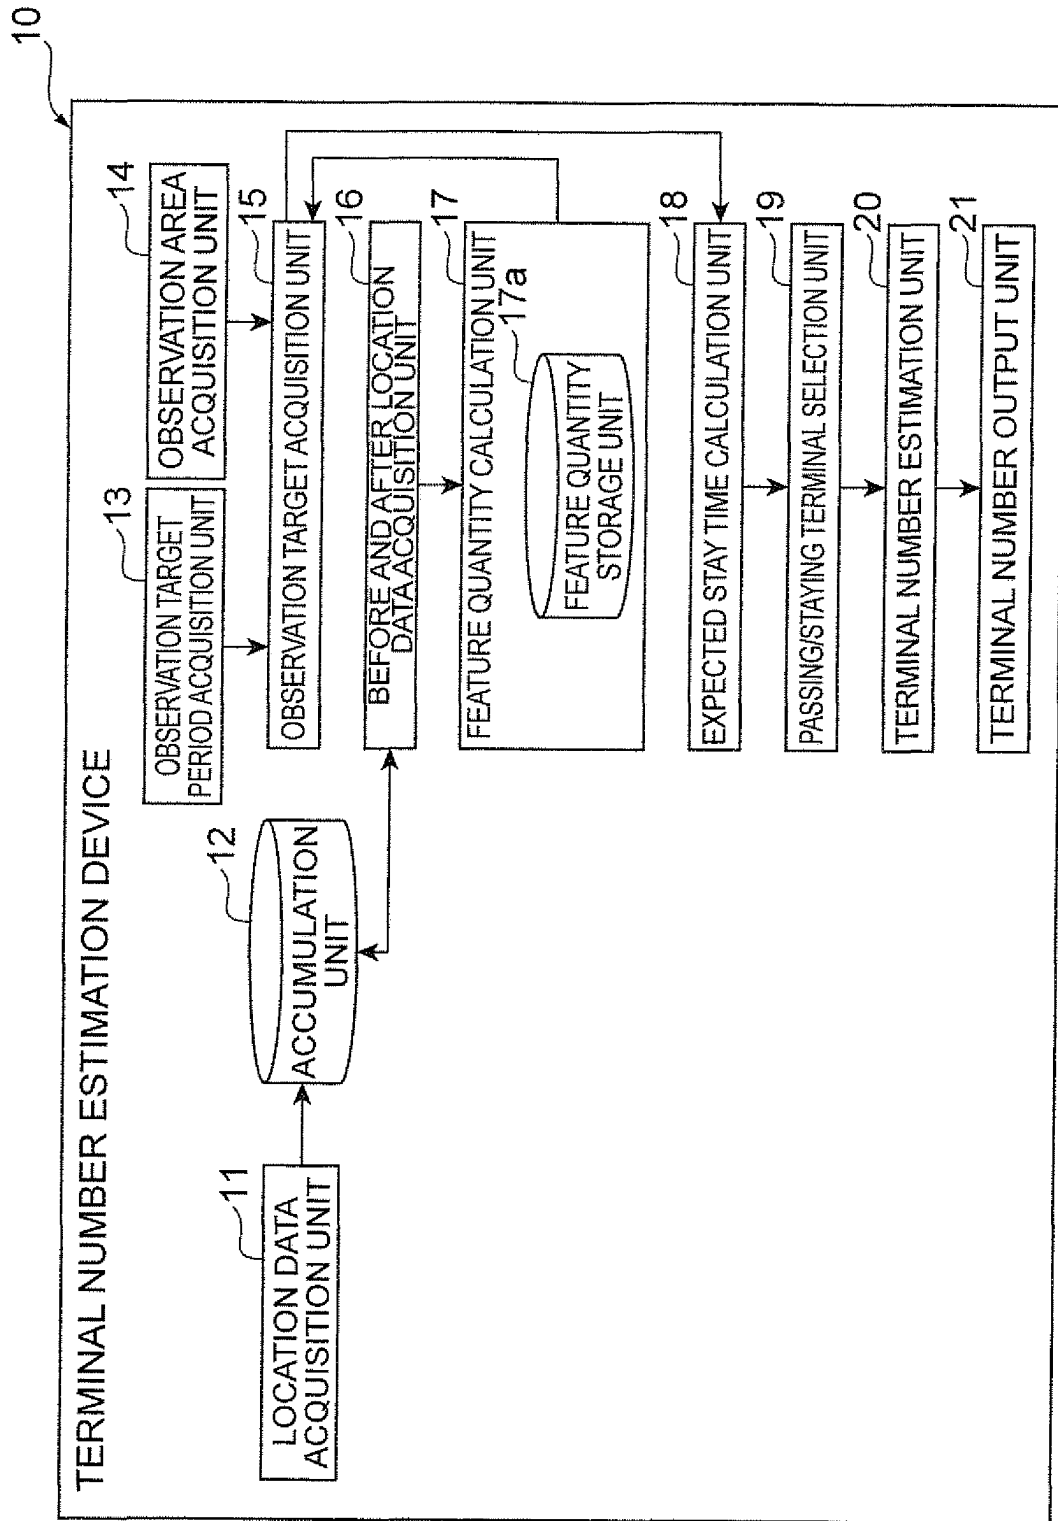 10
TERMINAL NUMBER ESTIMATION DEVICE
11
LOCATION DATA
ACQUISITION UNIT
12
ACCUMULATION
UNIT
13
OBSERVATION TARGET
PERIOD ACQUISITION UNIT
14
OBSERVATION AREA
ACQUISITION UNIT
15
OBSERVATION TARGET ACQUISITION UNIT
16
BEFORE AND AFTER LOCATION
DATA ACQUISITION UNIT
17
FEATURE QUANTITY CALCULATION UNIT
17a
FEATURE QUANTITY
STORAGE UNIT
18
EXPECTED STAY TIME CALCULATION UNIT
19
PASSING/STAYING TERMINAL SELECTION UNIT
20
TERMINAL NUMBER ESTIMATION UNIT
21
TERMINAL NUMBER OUTPUT UNIT